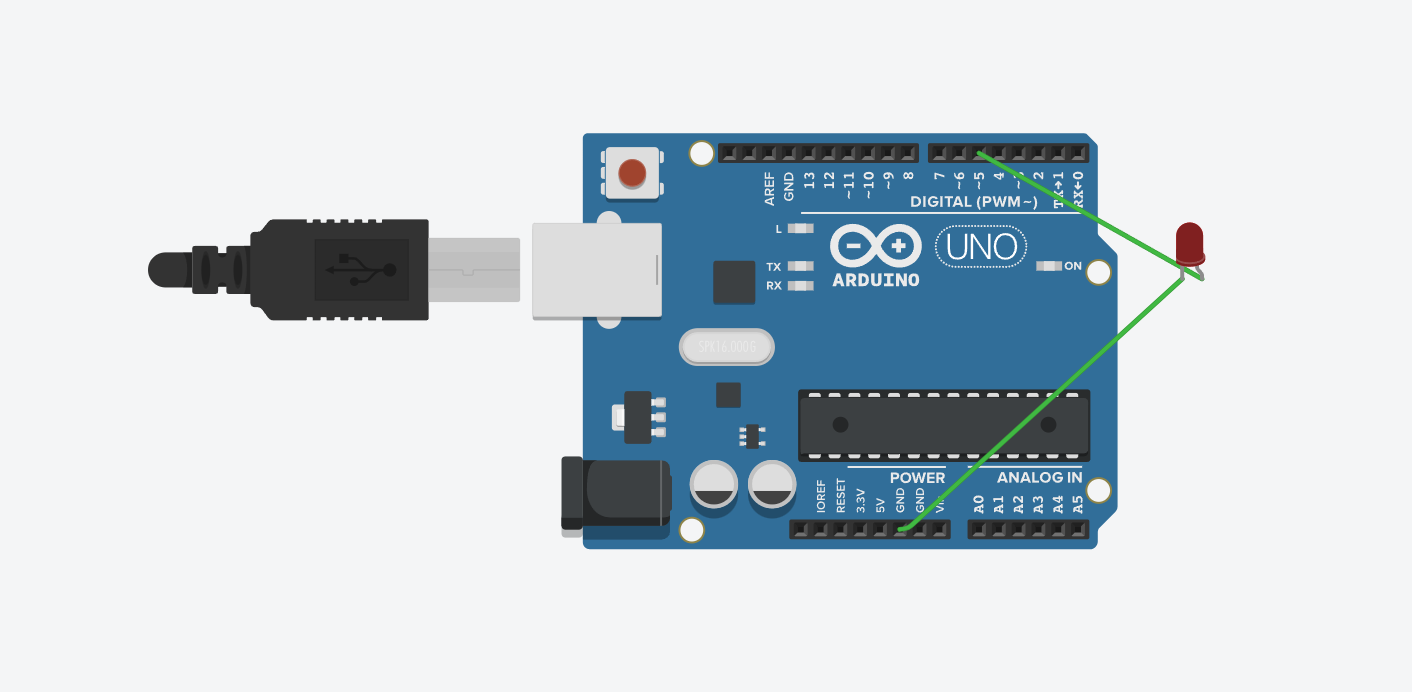 AREF
GND
13
12
~11
~10
~9
8
7
~6
~5
4
2
TX→1
RX←0
DIGITAL (PWM~)
L
TX
RX
ARDUINO
UNO
ON
SPK16.000G
POWER
ANALOG IN
IOREF
RESET
3.3V
5V
GND
GND
A0
A1
A2
A3
A4
A5